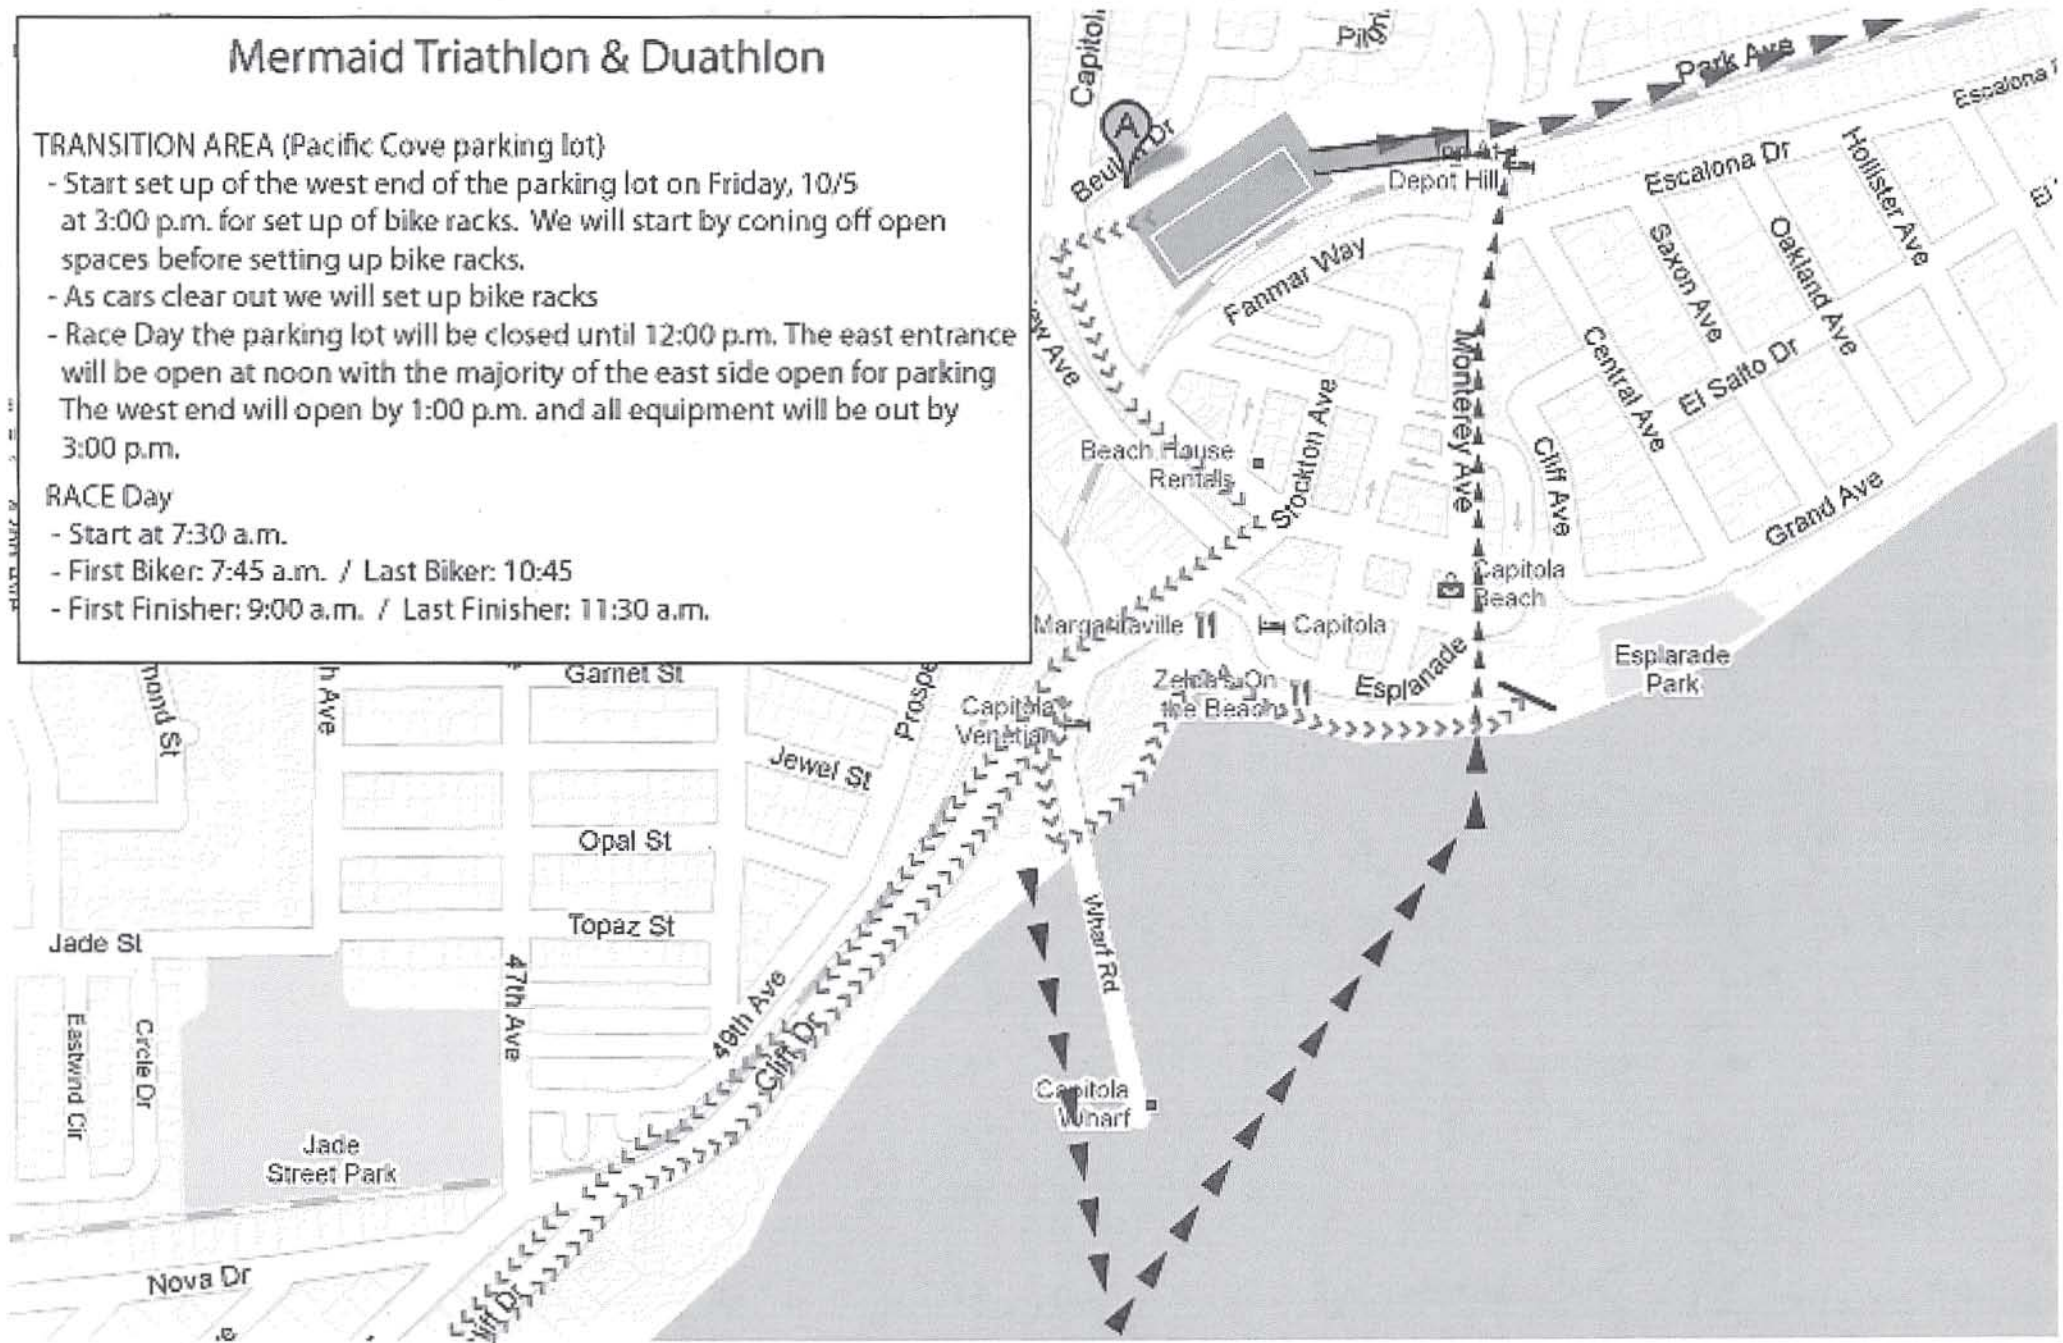 Mermaid Triathlon & Duathlon
TRANSITION AREA (Pacific Cove parking lot)
- Start set up of the west end of the parking lot on Friday, 10/5
at 3:00 p.m. for set up of bike racks. We will start by coning off open
spaces before setting up bike racks.
- As cars clear out we will set up bike racks
- Race Day the parking lot will be closed until 12:00 p.m. The east entrance
will be open at noon with the majority of the east side open for parking
The west end will open by 1:00 p.m. and all equipment will be out by
3:00 p.m.
RACE Day
- Start at 7:30 a.m.
- First Biker: 7:45 a.m. / Last Biker: 10:45
- First Finisher: 9:00 a.m. / Last Finisher: 11:30 a.m.
Park Ave
A
Depot Hill
Escalona Dr
Hollister Ave
Saxon Ave
Oakland Ave
Fanmar Way
Monterey Ave
Central Ave
El Salto Dr
Stockton Ave
Beach House
Rentals
Cliff Ave
Grand Ave
Capitola
Beach
Margaritaville
Capitola
Esplanade
Esplarade
Park
Zelda's On
the Beach
Capitola
Venetian
Garnet St
Jewel St
Opal St
Topaz St
Jade St
47th Ave
49th Ave
Cliff Dr
Wharf Rd
Eastwind Cir
Circle Dr
Capitola
Wharf
Jade
Street Park
Nova Dr